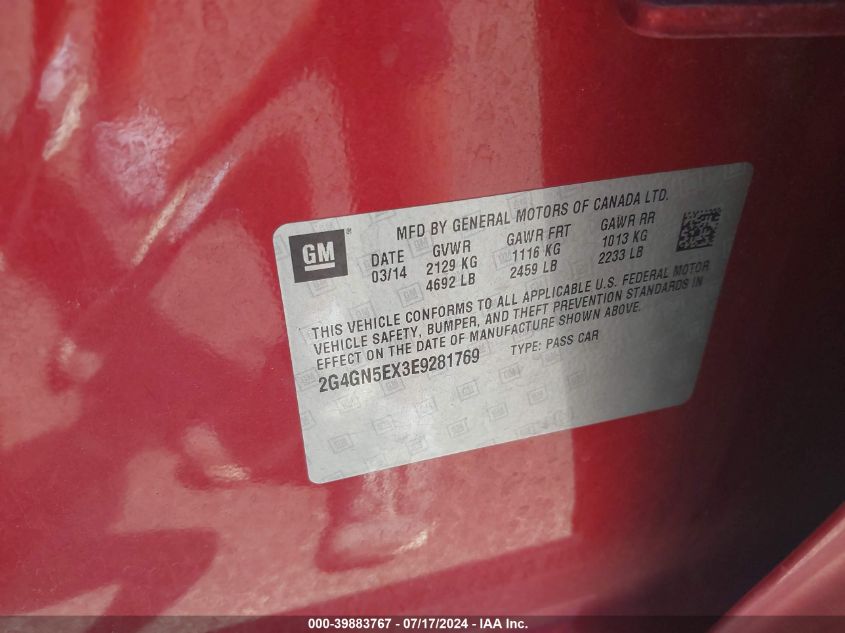 GM
MFD BY GENERAL MOTORS OF CANADA LTD.
DATE GVWR GAWR FRT GAWR RR
03/14 2129 KG 1116 KG 1013 KG
4692 LB 2459 LB 2233 LB
THIS VEHICLE CONFORMS TO ALL APPLICABLE U.S. FEDERAL MOTOR
VEHICLE SAFETY, BUMPER, AND THEFT PREVENTION STANDARDS IN
EFFECT ON THE DATE OF MANUFACTURE SHOWN ABOVE.
2G4GN5EX3E9281769 TYPE: PASS CAR
000-39883767 - 07/17/2024 - IAA Inc.